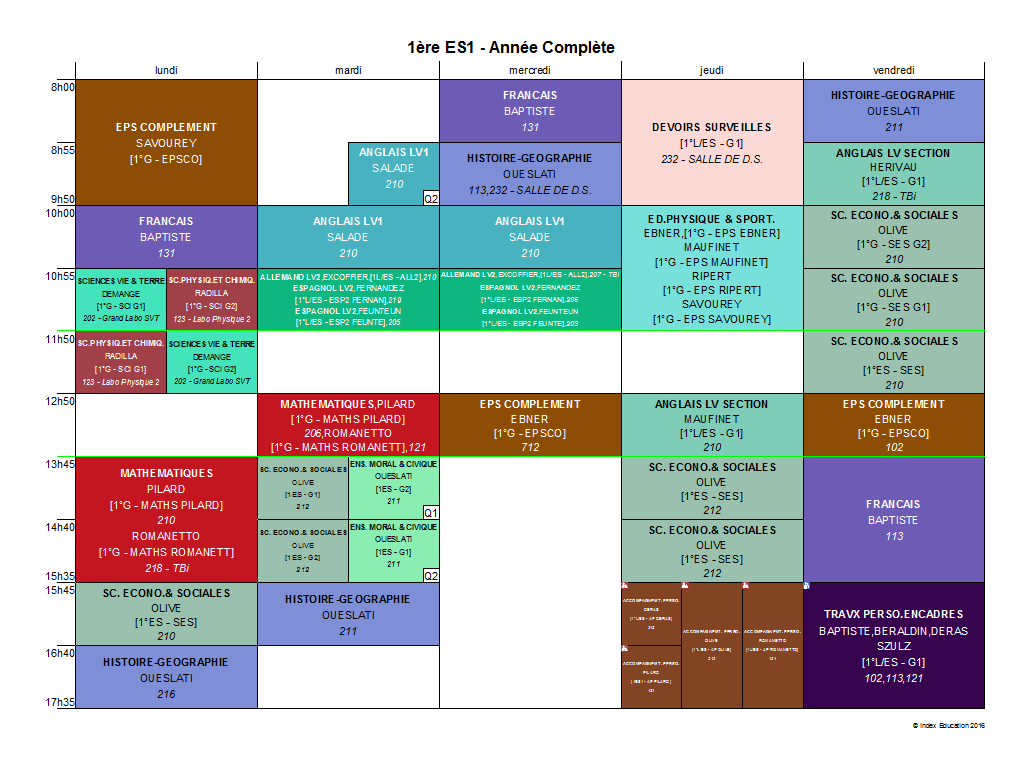 1ère ES1 - Année Complète
lundi
mardi
mercredi
jeudi
vendredi
8h00
8h55
9h50
10h00
10h55
11h50
12h50
13h45
14h40
15h35
15h45
16h40
17h35
EPS COMPLEMENT
SAVOUREY
[1°G - EPSCO]
FRANCAIS
BAPTISTE
131
SCIENCES VIE & TERRE
DEMANGE
[1°G - SCI G1]
202 - Grand Labo SVT
SC.PHYSIQ.ET CHIMIQ.
RADILLA
[1°G - SCI G2]
123 - Labo Physique 2
SC.PHYSIQ.ET CHIMIQ.
RADILLA
[1°G - SCI G1]
123 - Labo Physique 2
SCIENCES VIE & TERRE
DEMANGE
[1°G - SCI G2]
202 - Grand Labo SVT
MATHEMATIQUES
PILARD
[1°G - MATHS PILARD]
210
ROMANETTO
[1°G - MATHS ROMANETT]
218 - TBi
SC. ECONO.& SOCIALES
OLIVE
[1°ES - SES]
210
HISTOIRE-GEOGRAPHIE
OUESLATI
216
ANGLAIS LV1
SALADE
210
Q2
ANGLAIS LV1
SALADE
210
ALLEMAND LV2,EXCOFFIER,[1L/ES - ALL2],210
ESPAGNOL LV2,FERNANDEZ
[1L/ES - ESP2 FERNAN],219
ESPAGNOL LV2,FEUNTEUN
[1L/ES - ESP2 FEUNTE],205
MATHEMATIQUES,PILARD
[1°G - MATHS PILARD]
206,ROMANETTO
[1°G - MATHS ROMANETT],121
SC. ECONO.& SOCIALES
OLIVE
[1ES - G1]
212
ENS. MORAL & CIVIQUE
OUESLATI
[1ES - G2]
211
Q1
SC. ECONO.& SOCIALES
OLIVE
[1ES - G2]
212
ENS. MORAL & CIVIQUE
OUESLATI
[1ES - G1]
211
Q2
HISTOIRE-GEOGRAPHIE
OUESLATI
211
FRANCAIS
BAPTISTE
131
HISTOIRE-GEOGRAPHIE
OUESLATI
113,232 - SALLE DE D.S.
ANGLAIS LV1
SALADE
210
ALLEMAND LV2,EXCOFFIER,[1L/ES - ALL2],207 - TBi
ESPAGNOL LV2,FERNANDEZ
[1L/ES - ESP2 FERNAN],206
ESPAGNOL LV2,FEUNTEUN
[1L/ES - ESP2 FEUNTE],203
EPS COMPLEMENT
EBNER
[1°G - EPSCO]
712
DEVOIRS SURVEILLES
[1°L/ES - G1]
232 - SALLE DE D.S.
ED.PHYSIQUE & SPORT.
EBNER,[1°G - EPS EBNER]
MAUFINET
[1°G - EPS MAUFINET]
RIPERT
[1°G - EPS RIPERT]
SAVOUREY
[1°G - EPS SAVOUREY]
ANGLAIS LV SECTION
MAUFINET
[1°L/ES - G1]
210
SC. ECONO.& SOCIALES
OLIVE
[1°ES - SES]
212
SC. ECONO.& SOCIALES
OLIVE
[1°ES - SES]
212
ACCOMPAGNMT. PERSO.
DERAS
[1°L/ES - AP DERAS]
ACCOMPAGNMT. PERSO.
PILARD
[1ES1 - AP PILARD]
ACCOMPAGNMT. PERSO.
OLIVE
[1°L/ES - AP OLIVE]
212
ACCOMPAGNMT. PERSO.
ROMANETTO
[1L/ES - AP ROMANETTO]
121
HISTOIRE-GEOGRAPHIE
OUESLATI
211
ANGLAIS LV SECTION
HERIVAU
[1°L/ES - G1]
218 - TBi
SC. ECONO.& SOCIALES
OLIVE
[1°G - SES G2]
210
SC. ECONO.& SOCIALES
OLIVE
[1°G - SES G1]
210
SC. ECONO.& SOCIALES
OLIVE
[1°ES - SES]
210
EPS COMPLEMENT
EBNER
[1°G - EPSCO]
102
FRANCAIS
BAPTISTE
113
TRAVX PERSO.ENCADRES
BAPTISTE,BERALDIN,DERAS
SZULZ
[1°L/ES - G1]
102,113,121
© Index Education 2016